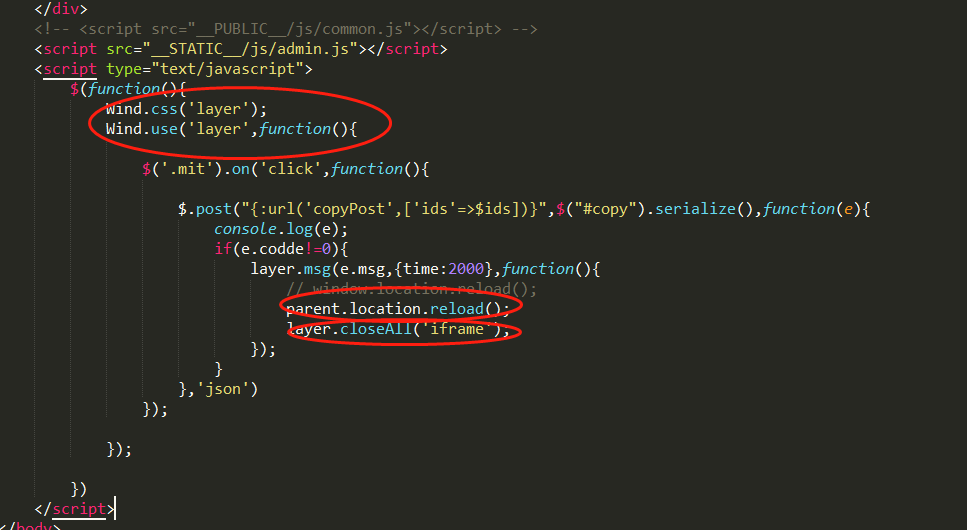 </div>
<!-- <script src="__PUBLIC__/js/common.js"></script> -->
<script src="__STATIC__/js/admin.js"></script>
<script type="text/javascript">
$(function(){
Wind.css('layer');
Wind.use('layer',function(){
$('.mit').on('click',function(){
$.post("{:url('copyPost',['ids'=>$ids])}",$("#copy").serialize(),function(e){
console.log(e);
if(e.codde!=0){
layer.msg(e.msg,{time:2000},function(){
// window.location.reload();
parent.location.reload();
layer.closeAll('iframe');
});
}
},'json')
});
});
})
</script>
</body>